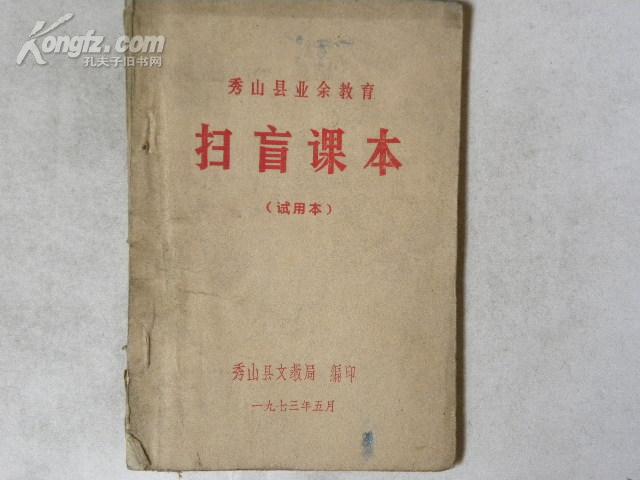 Kongfz.com
孔夫子旧书网
秀山县业余教育
扫盲课本
（试用本）
秀山县文教局 编印
一九七三年五月